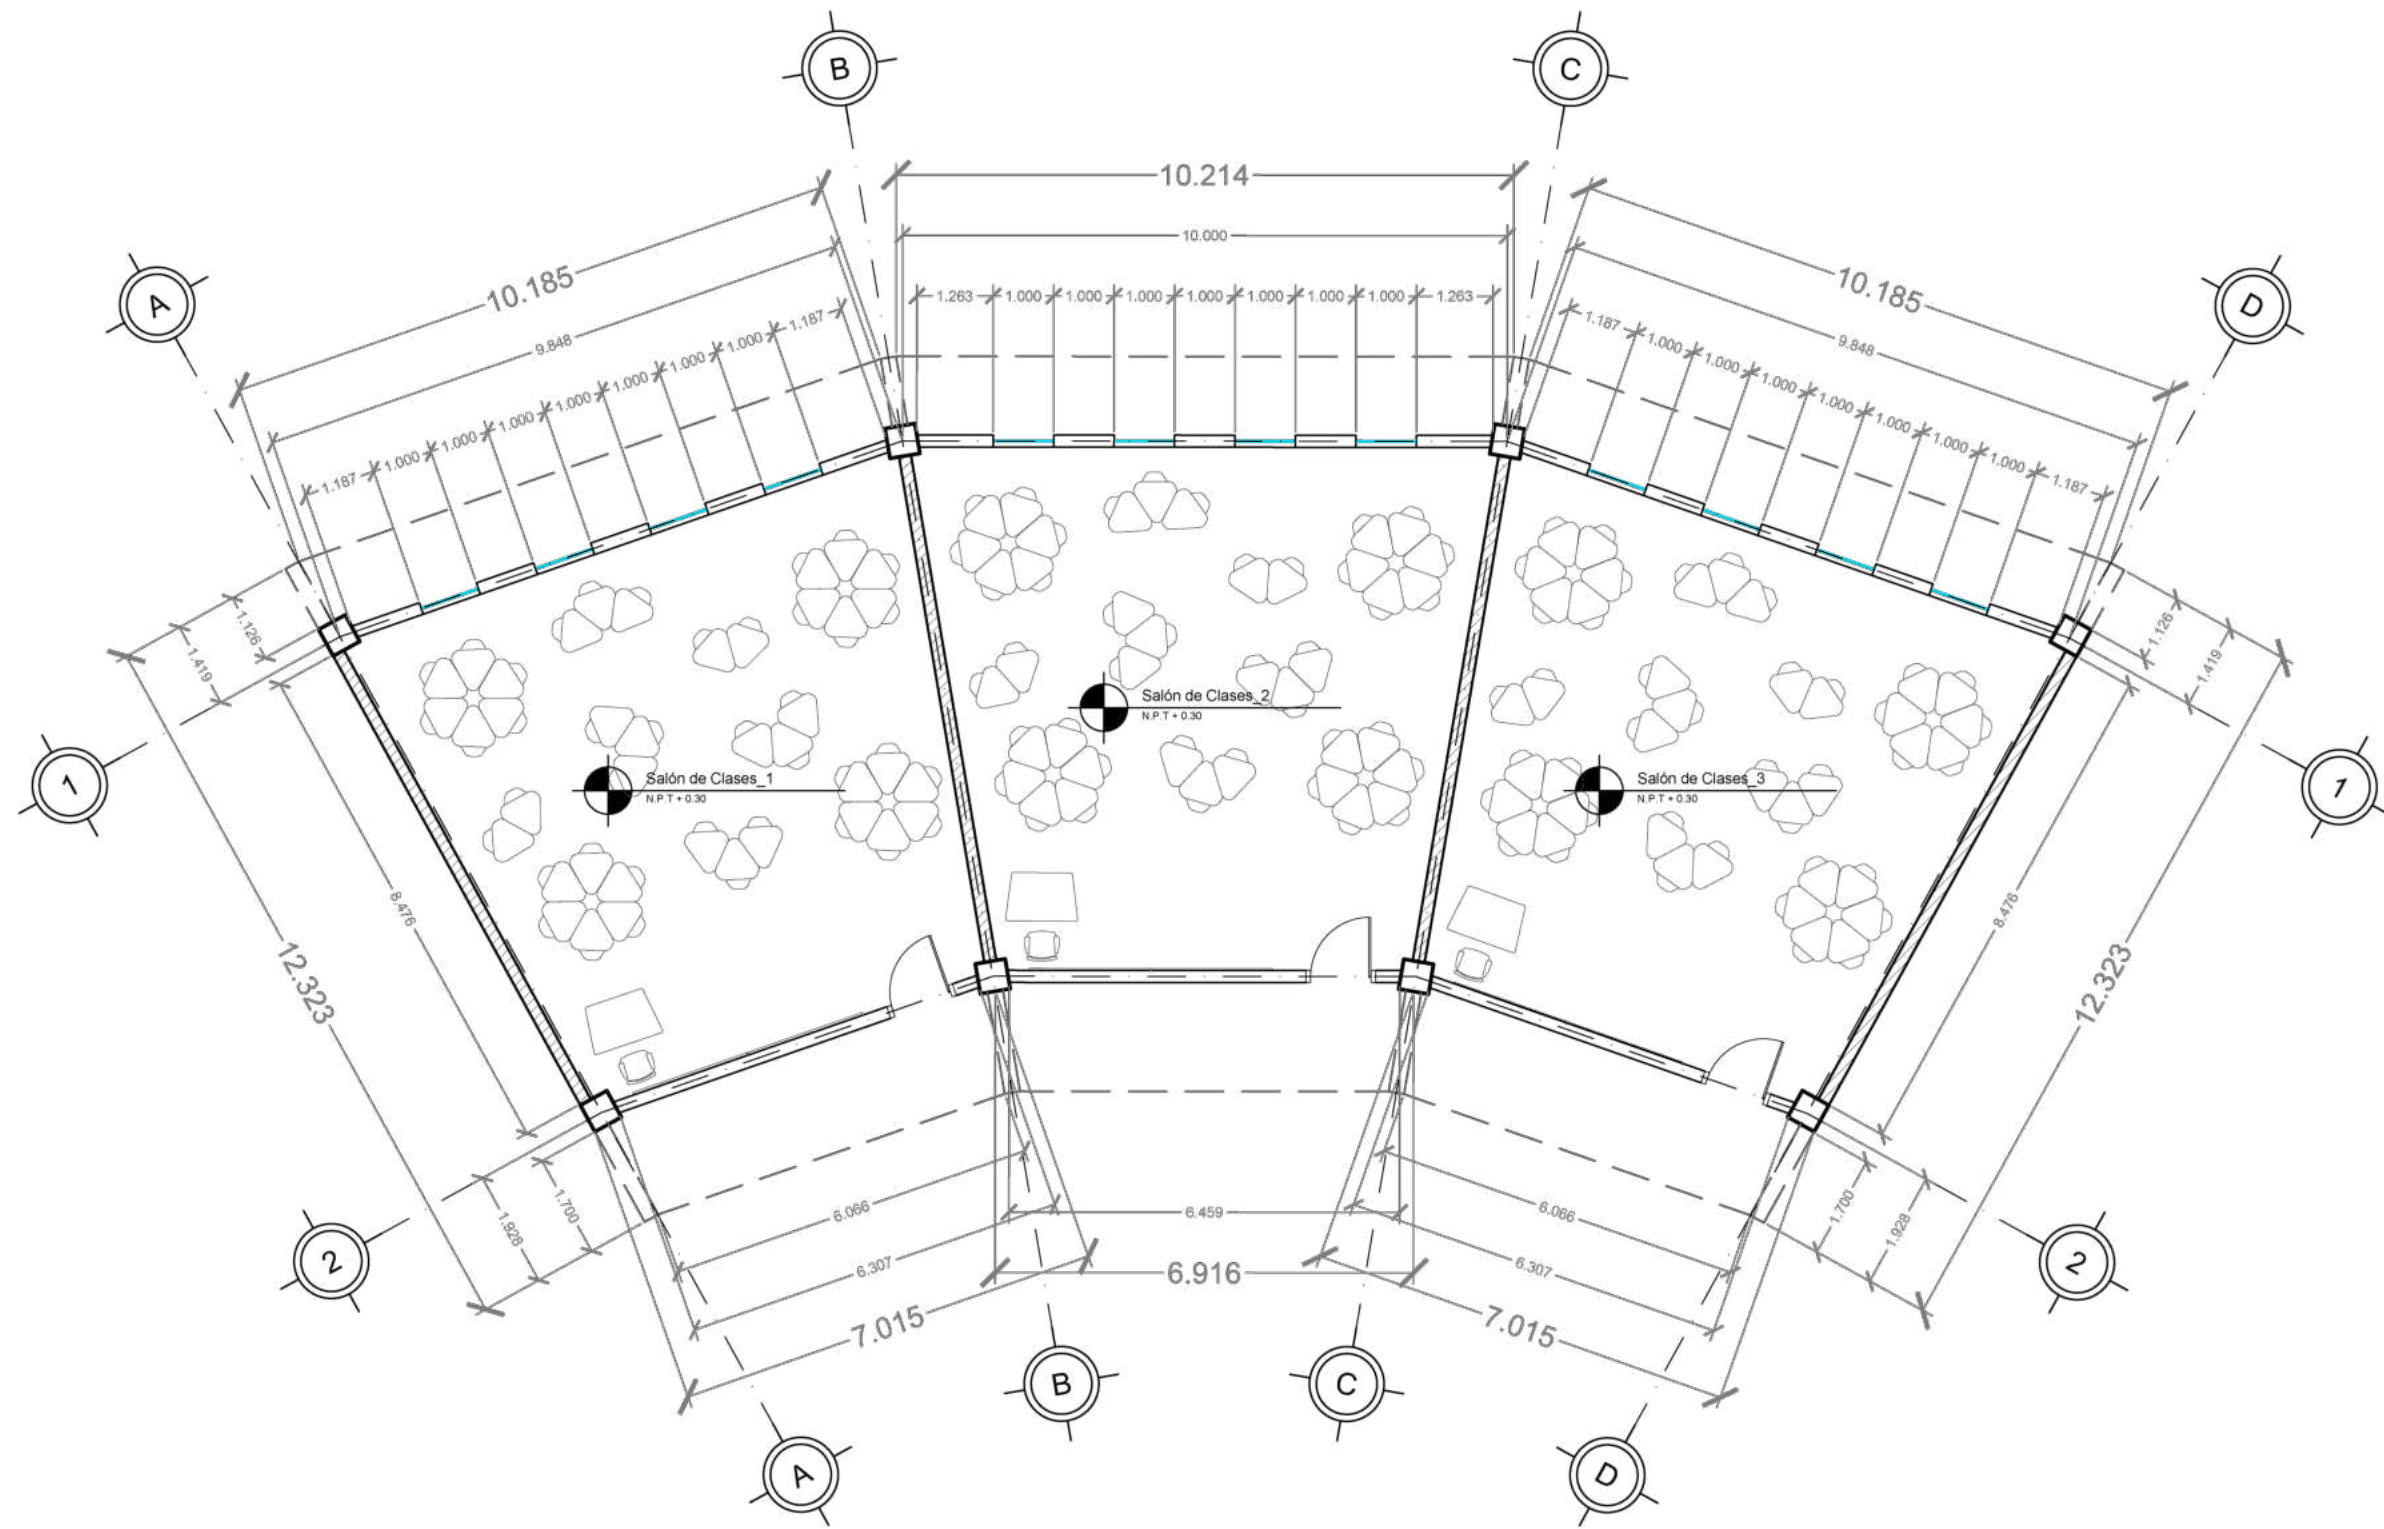 B
C
10.214
10.000
10.185
9.848
10.185
9.848
A
D
1.263 1.000 1.000 1.000 1.000 1.000 1.000 1.000 1.263
1.187 1.000 1.000 1.000 1.000 1.000 1.000 1.000 1.187
1.187 1.000 1.000 1.000 1.000 1.000 1.000 1.000 1.187
1.126
1.419
1.126
1.419
Salón de Clases_2
N.P.T + 0.30
1
Salón de Clases_1
N.P.T + 0.30
Salón de Clases_3
N.P.T + 0.30
1
8.476
12.323
8.476
12.323
1.700
1.928
6.066
6.307
6.459
6.066
6.307
1.700
1.928
2
2
6.916
7.015
7.015
B
C
A
D